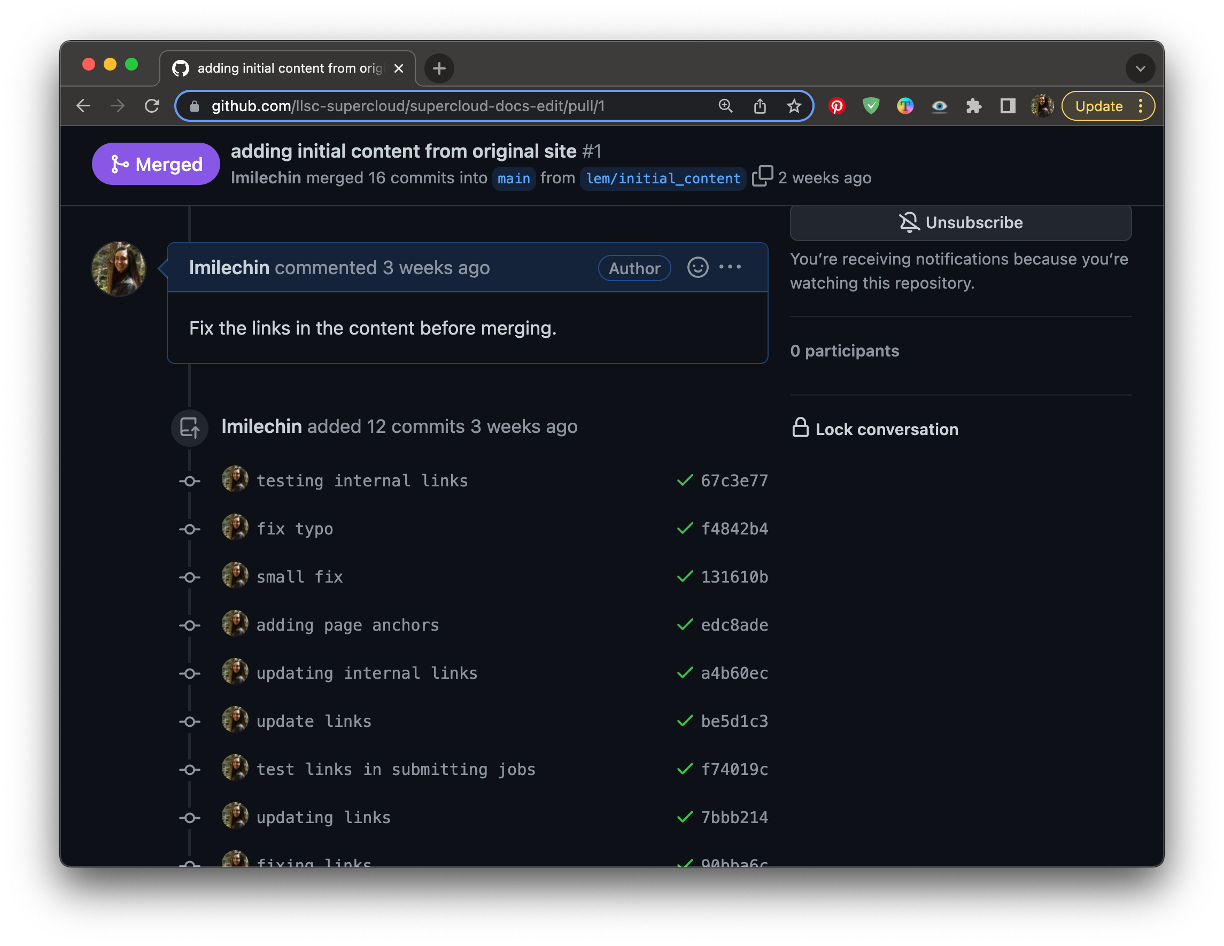 adding initial content from orig
github.com/llsc-supercloud/supercloud-docs-edit/pull/1
Update
Merged
adding initial content from original site #1
lmilechin merged 16 commits into main from lem/initial_content 2 weeks ago
Unsubscribe
You’re receiving notifications because you’re
watching this repository.
0 participants
Lock conversation
lmilechin commented 3 weeks ago
Author
Fix the links in the content before merging.
lmilechin added 12 commits 3 weeks ago
testing internal links 67c3e77
fix typo f4842b4
small fix 131610b
adding page anchors edc8ade
updating internal links a4b60ec
update links be5d1c3
test links in submitting jobs f74019c
updating links 7bbb214
fixing links 90bba6c